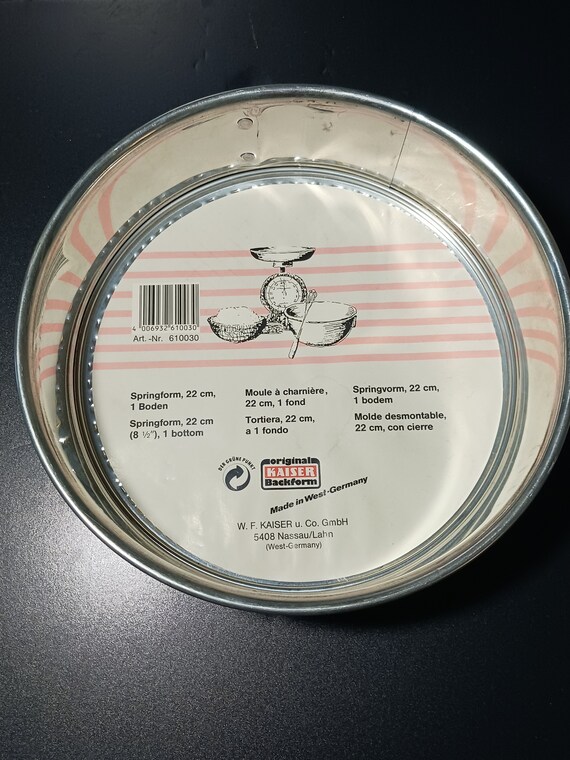 4 006932 610030
Art.-Nr. 610030
Springform, 22 cm,
1 Boden
Springform, 22 cm
(8 ½"), 1 bottom
Moule à charnière,
22 cm, 1 fond
Tortiera, 22 cm,
a 1 fondo
Springvorm, 22 cm,
1 bodem
Molde desmontable,
22 cm, con cierre
DER GRÜNE PUNKT
original
KAISER
Backform
Made in West-Germany
W. F. KAISER u. Co. GmbH
5408 Nassau/Lahn
(West-Germany)